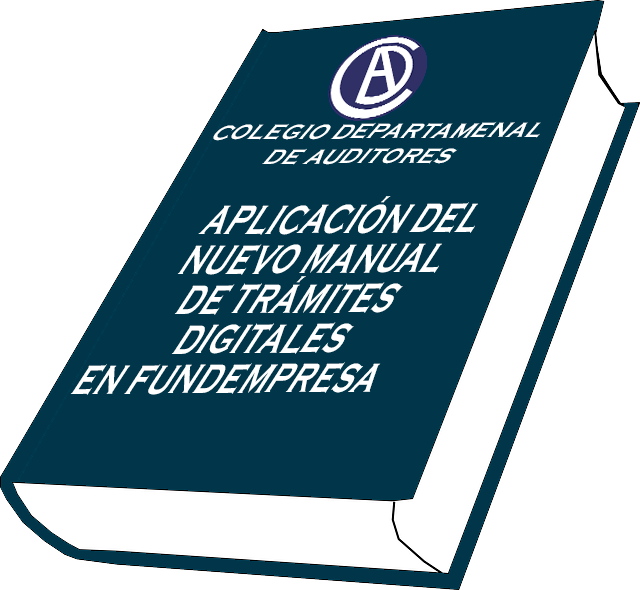 COLEGIO DEPARTAMENAL
DE AUDITORES
APLICACIÓN DEL
NUEVO MANUAL
DE TRÁMITES
DIGITALES
EN FUNDEMPRESA